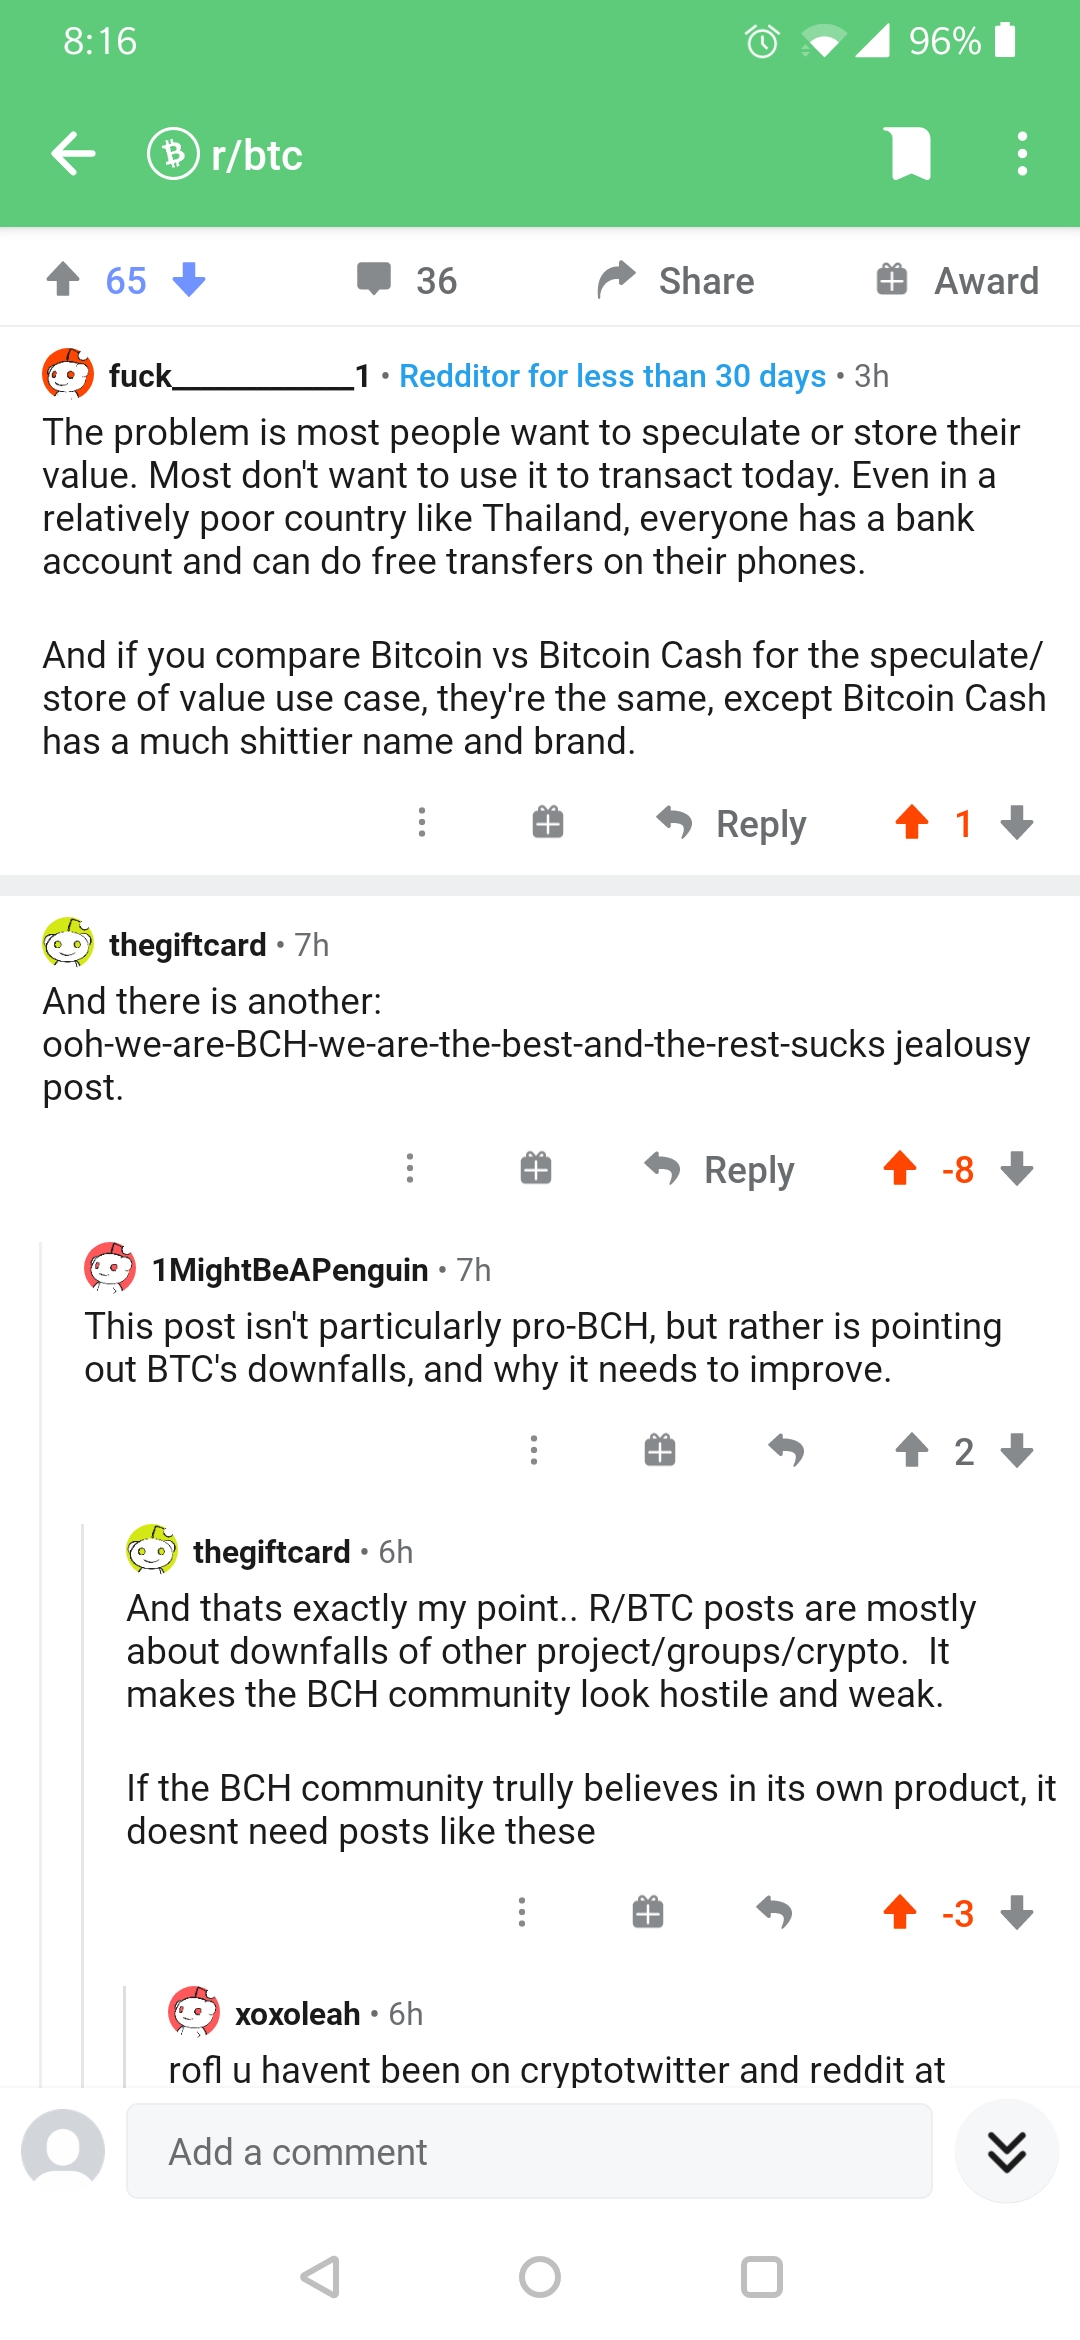 8:16 96%
r/btc
65 36 Share Award
fuck____________1 • Redditor for less than 30 days • 3h
The problem is most people want to speculate or store their
value. Most don't want to use it to transact today. Even in a
relatively poor country like Thailand, everyone has a bank
account and can do free transfers on their phones.
And if you compare Bitcoin vs Bitcoin Cash for the speculate/
store of value use case, they're the same, except Bitcoin Cash
has a much shittier name and brand.
Reply 1
thegiftcard • 7h
And there is another:
ooh-we-are-BCH-we-are-the-best-and-the-rest-sucks jealousy
post.
Reply -8
1MightBeAPenguin • 7h
This post isn't particularly pro-BCH, but rather is pointing
out BTC's downfalls, and why it needs to improve.
2
thegiftcard • 6h
And thats exactly my point.. R/BTC posts are mostly
about downfalls of other project/groups/crypto.  It
makes the BCH community look hostile and weak.
If the BCH community trully believes in its own product, it
doesnt need posts like these
-3
xoxoleah • 6h
rofl u havent been on cryptotwitter and reddit at
Add a comment